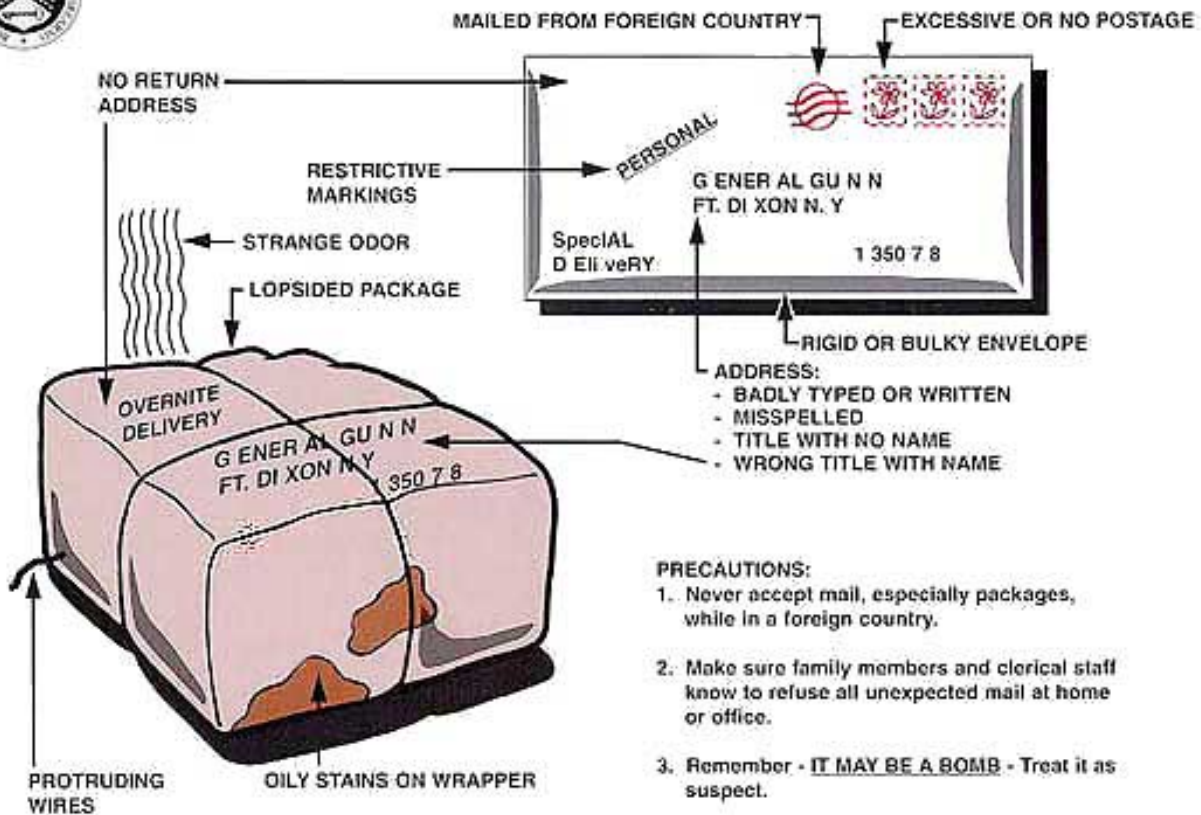 MAILED FROM FOREIGN COUNTRY
EXCESSIVE OR NO POSTAGE
NO RETURN
ADDRESS
RESTRICTIVE
MARKINGS
PERSONAL
G ENER AL GU N N
FT. DI XON N. Y
SpecIAL
D Eli veRY
1 350 7 8
STRANGE ODOR
LOPSIDED PACKAGE
RIGID OR BULKY ENVELOPE
ADDRESS:
- BADLY TYPED OR WRITTEN
- MISSPELLED
- TITLE WITH NO NAME
- WRONG TITLE WITH NAME
OVERNITE
DELIVERY
G ENER AL GU N N
FT. DI XON N Y
1 350 7 8
PROTRUDING
WIRES
OILY STAINS ON WRAPPER
PRECAUTIONS:
1. Never accept mail, especially packages,
while in a foreign country.
2. Make sure family members and clerical staff
know to refuse all unexpected mail at home
or office.
3. Remember - IT MAY BE A BOMB - Treat it as
suspect.